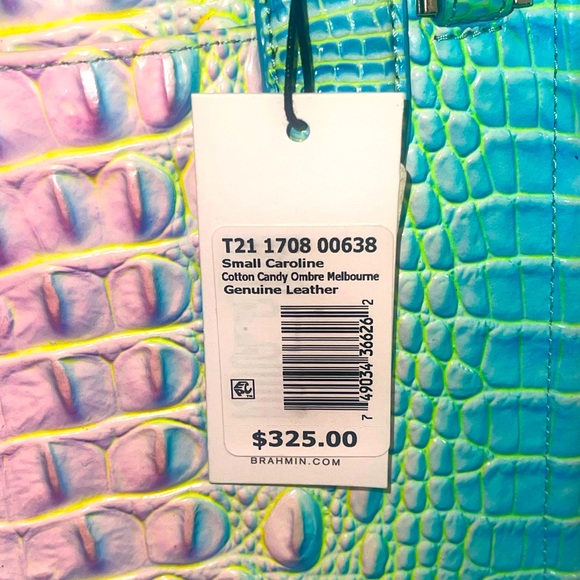 T21 1708 00638
Small Caroline
Cotton Candy Ombre Melbourne
Genuine Leather
7 49034 36626 2
$325.00
BRAHMIN.COM